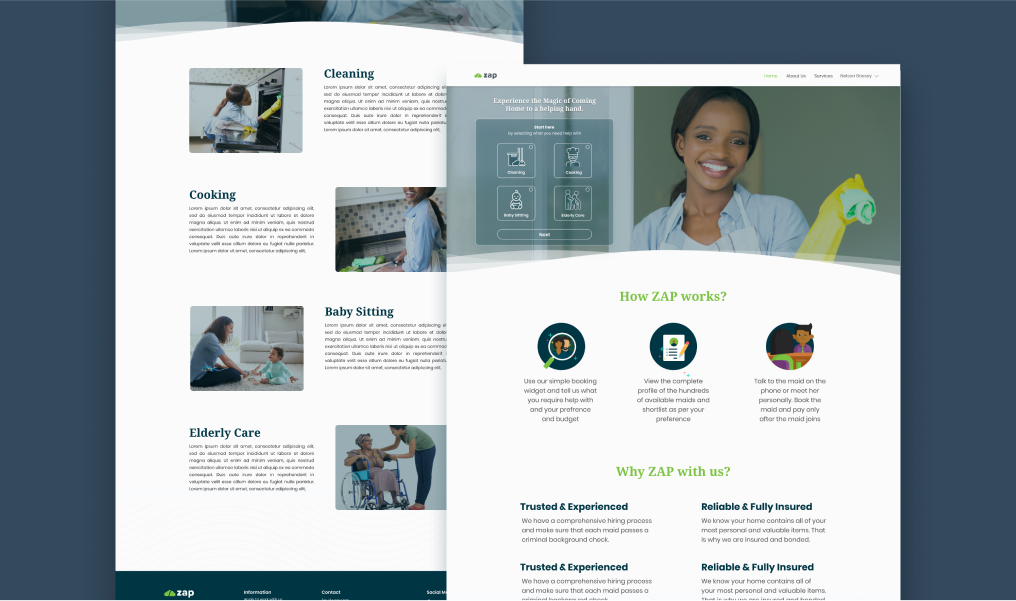 Cleaning
Lorem ipsum dolor sit amet, consectetur adipiscing el
sed do eiusmod tempor incididunt ut labore et dolor
magna aliqua. Ut enim ad minim veniam, quis nostru
exercitation ullamco laboris nisi ut aliquip ex ea
consequat. Duis aute irure dolor in reprehenderit in
voluptate velit esse cillum dolore eu fugiat nulla
Lorem ipsum dolor sit amet, consectetur adipiscing elit,
Cooking
Lorem ipsum dolor sit amet, consectetur adipiscing elit,
sed do eiusmod tempor incididunt ut labore et dolore
magna aliqua. Ut enim ad minim veniam, quis nostrud
exercitation ullamco laboris nisi ut aliquip ex ea commodo
consequat. Duis aute irure dolor in reprehenderit in
voluptate velit esse cillum dolore eu fugiat nulla pariatur.
Lorem ipsum dolor sit amet, consectetur adipiscing elit,
Baby Sitting
Lorem ipsum dolor sit amet, consectetur adipiscing el
sed do eiusmod tempor incididunt ut labore et dolor
magna aliqua. Ut enim ad minim veniam, quis nostru
exercitation ullamco laboris nisi ut aliquip ex ea
consequat. Duis aute irure dolor in reprehenderit
voluptate velit esse cillum dolore eu fugiat nulla
Lorem ipsum dolor sit amet, consectetur adipiscing elit,
Elderly Care
Lorem ipsum dolor sit amet, consectetur adipiscing elit,
sed do eiusmod tempor incididunt ut labore et dolore
magna aliqua. Ut enim ad minim veniam, quis nostrud
exercitation ullamco laboris nisi ut aliquip ex ea commodo
consequat. Duis aute irure dolor in reprehenderit in
voluptate velit esse cillum dolore eu fugiat nulla pariatur.
Lorem ipsum dolor sit amet, consectetur adipiscing elit,
zap
Information
Contact
Social M
zap
Home About Us Services Nelson Gracey
Experience the Magic of Coming
Home to a helping hand.
Start here
by selecting what you need help with
Cleaning
Cooking
Baby Sitting
Elderly Care
Next
How ZAP works?
Use our simple booking
widget and tell us what
you require help with
and your prefrence
and budget
View the complete
profile of the hundreds
of available maids and
shortlist as per your
preference
Talk to the maid on the
phone or meet her
personally. Book the
maid and pay only
after the maid joins
Why ZAP with us?
Trusted & Experienced
We have a comprehensive hiring process
and make sure that each maid passes a
criminal background check.
Reliable & Fully Insured
We know your home contains all of your
most personal and valuable items. That
is why we are insured and bonded.
Trusted & Experienced
We have a comprehensive hiring process
and make sure that each maid passes a
criminal background check.
Reliable & Fully Insured
We know your home contains all of
your most personal and valuable items.
That is why we are insured and bonded